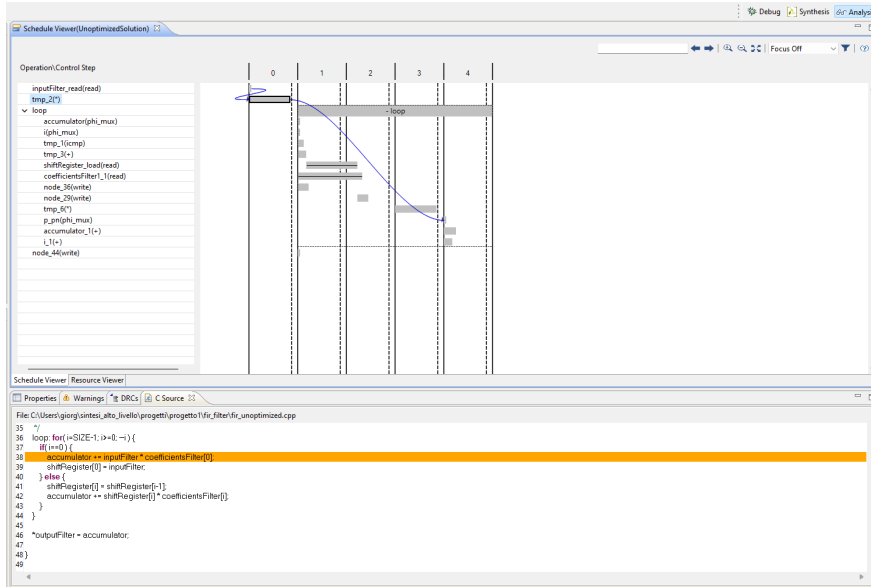 Debug Synthesis Analysi
Schedule Viewer(UnoptimizedSolution)
Focus Off
Operation\Control Step 0 1 2 3 4
inputFilter_read(read)
tmp_2(*)
loop - loop
accumulator(phi_mux)
i(phi_mux)
tmp_1(icmp)
tmp_3(+)
shiftRegister_load(read)
coefficientsFilter1_1(read)
node_36(write)
node_29(write)
tmp_6(*)
p_pn(phi_mux)
accumulator_1(+)
i_1(+)
node_44(write)
Schedule Viewer Resource Viewer
Properties Warnings DRCs C Source
File: C:\Users\giorg\sintesi_alto_livello\progetti\progetto1\fir_filter\fir_unoptimized.cpp
35 */
36 loop: for( i=SIZE-1; i>=0; --i ) {
37 if( i==0 ) {
38 accumulator += inputFilter * coefficientsFilter[0];
39 shiftRegister[0] = inputFilter;
40 } else {
41 shiftRegister[i] = shiftRegister[i-1];
42 accumulator += shiftRegister[i] * coefficientsFilter[i];
43 }
44 }
45
46 *outputFilter = accumulator;
47
48 }
49